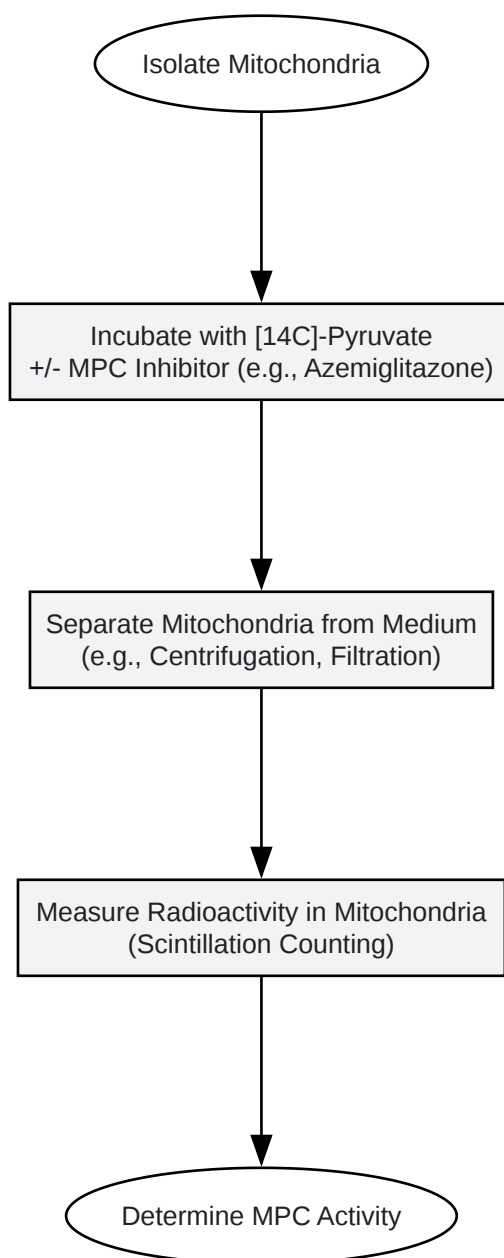 Isolate Mitochondria
Incubate with [14C]-Pyruvate
+/- MPC Inhibitor (e.g., Azemiglitazone)
Separate Mitochondria from Medium
(e.g., Centrifugation, Filtration)
Measure Radioactivity in Mitochondria
(Scintillation Counting)
Determine MPC Activity